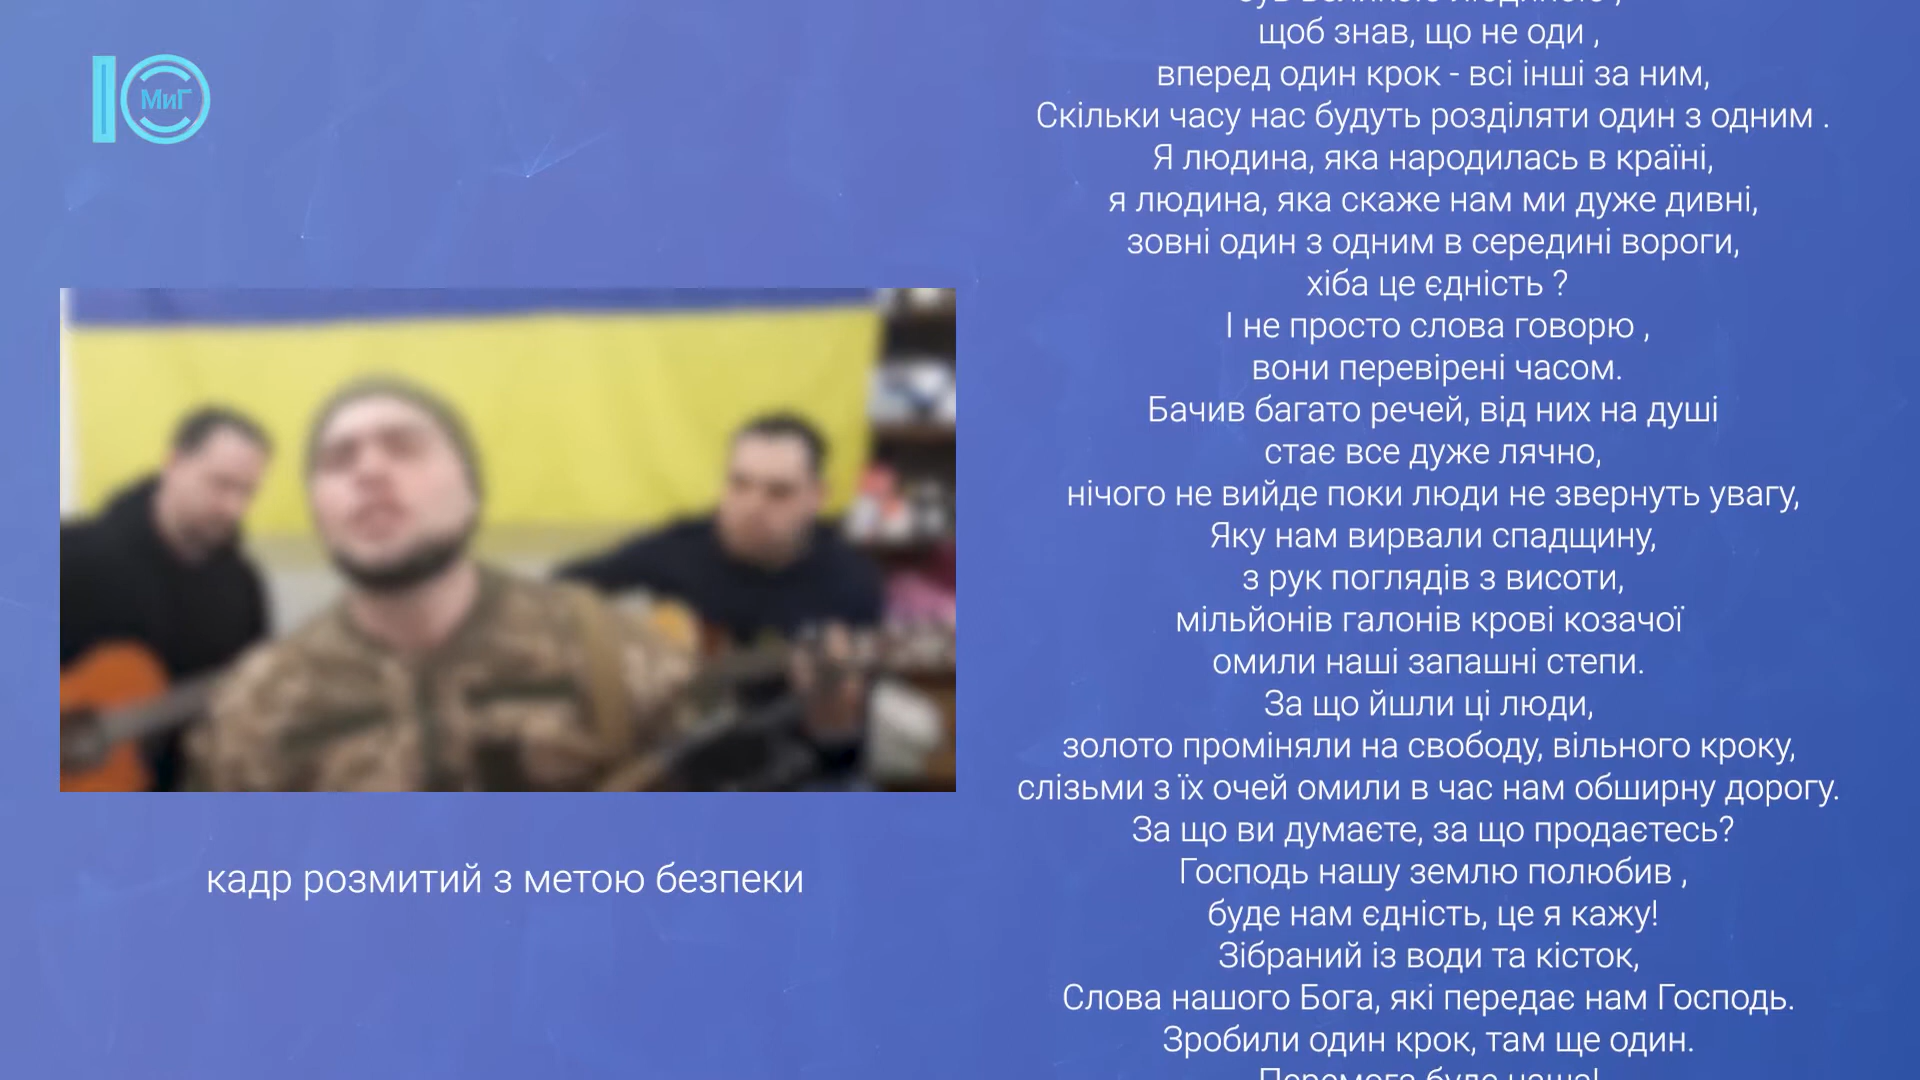 МиГ
щоб знав, що не оди ,
вперед один крок - всі інші за ним,
Скільки часу нас будуть розділяти один з одним .
Я людина, яка народилась в країні,
я людина, яка скаже нам ми дуже дивні,
зовні один з одним в середині вороги,
хіба це єдність ?
І не просто слова говорю ,
вони перевірені часом.
Бачив багато речей, від них на душі
стає все дуже лячно,
нічого не вийде поки люди не звернуть увагу,
Яку нам вирвали спадщину,
з рук поглядів з висоти,
мільйонів галонів крові козачої
омили наші запашні степи.
За що йшли ці люди,
золото проміняли на свободу, вільного кроку,
слізьми з їх очей омили в час нам обширну дорогу.
За що ви думаєте, за що продаєтесь?
Господь нашу землю полюбив ,
буде нам єдність, це я кажу!
Зібраний із води та кісток,
Слова нашого Бога, які передає нам Господь.
Зробили один крок, там ще один.
Перемога буде наша!
кадр розмитий з метою безпеки